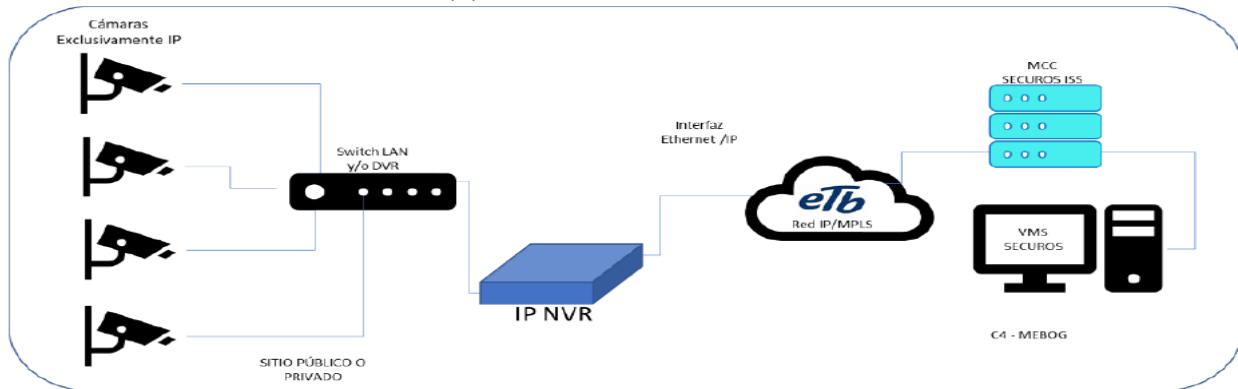 Cámaras
Exclusivamente IP
Switch LAN
y/o DVR
IP NVR
SITIO PÚBLICO O
PRIVADO
Interfaz
Ethernet /IP
eTb
Red IP/MPLS
MCC
SECUROS ISS
VMS
SECUROS
C4 - MEBOG